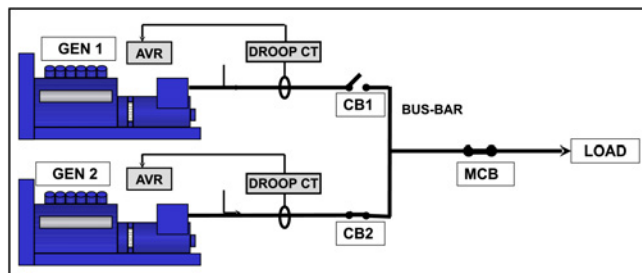 GEN 1
AVR
DROOP CT
CB1
BUS-BAR
GEN 2
AVR
DROOP CT
CB2
MCB
LOAD